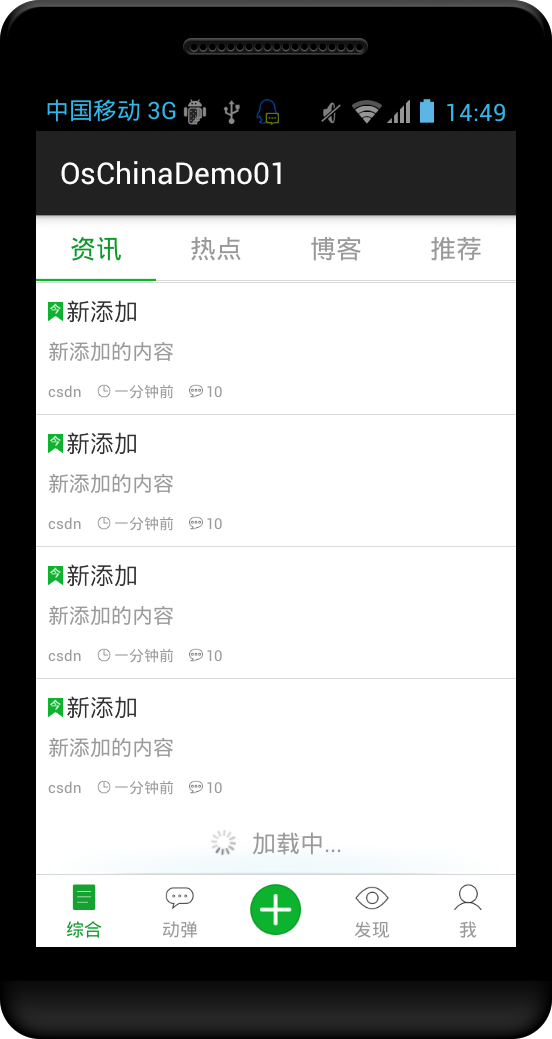 中国移动 3G 14:49
OsChinaDemo01
资讯 热点 博客 推荐
今 新添加
新添加的内容
csdn 一分钟前 10
今 新添加
新添加的内容
csdn 一分钟前 10
今 新添加
新添加的内容
csdn 一分钟前 10
今 新添加
新添加的内容
csdn 一分钟前 10
加载中...
综合 动弹 发现 我